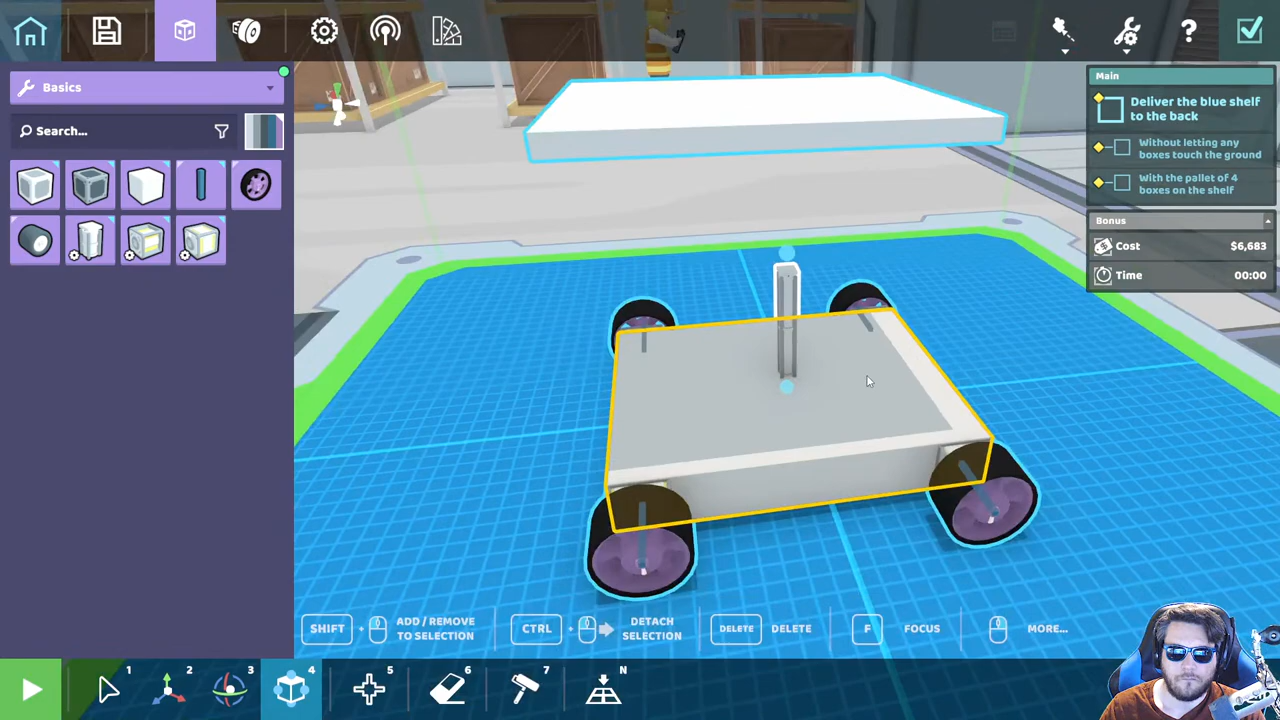 Basics
Search...
Main
Deliver the blue shelf
to the back
Without letting any
boxes touch the ground
With the pallet of 4
boxes on the shelf
Bonus
Cost $6,683
Time 00:00
SHIFT + ADD / REMOVE
TO SELECTION
CTRL + DETACH
SELECTION
DELETE DELETE
F FOCUS
MORE...
1 2 3 4 5 6 7 N